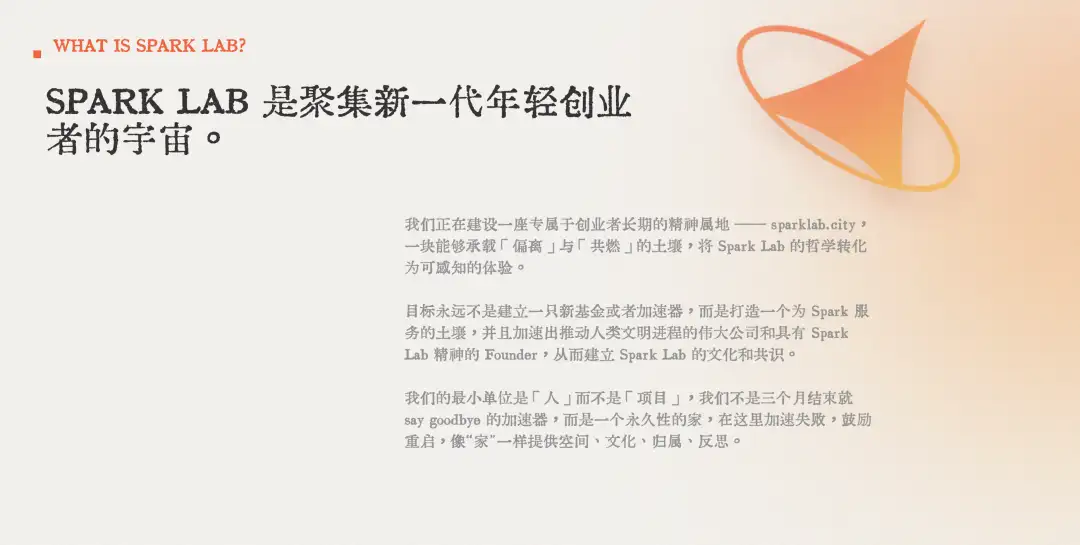 WHAT IS SPARK LAB?
SPARK LAB 是聚集新一代年轻创业
者的宇宙。
我们正在建设一座专属于创业者长期的精神属地 —— sparklab.city，
一块能够承载「偏离」与「共燃」的土壤，将 Spark Lab 的哲学转化
为可感知的体验。
目标永远不是建立一只新基金或者加速器，而是打造一个为 Spark 服
务的土壤，并且加速出推动人类文明进程的伟大公司和具有 Spark
Lab 精神的 Founder，从而建立 Spark Lab 的文化和共识。
我们的最小单位是「人」而不是「项目」，我们不是三个月结束就
say goodbye 的加速器，而是一个永久性的家，在这里加速失败，鼓励
重启，像“家”一样提供空间、文化、归属、反思。